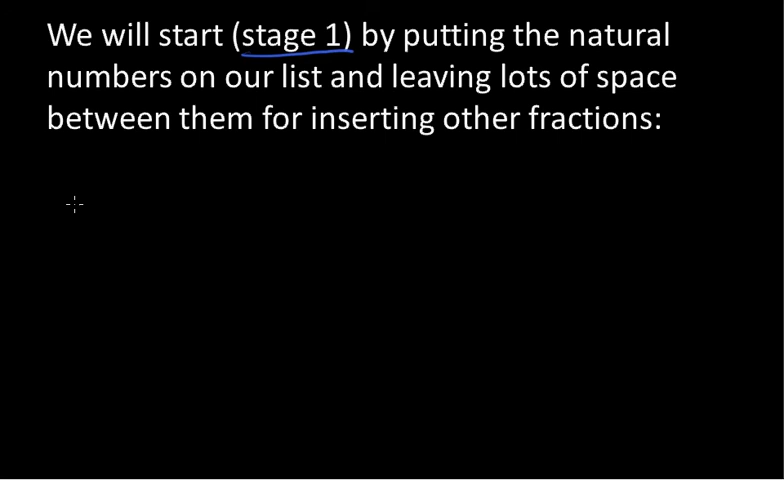 We will start (stage 1) by putting the natural
numbers on our list and leaving lots of space
between them for inserting other fractions: